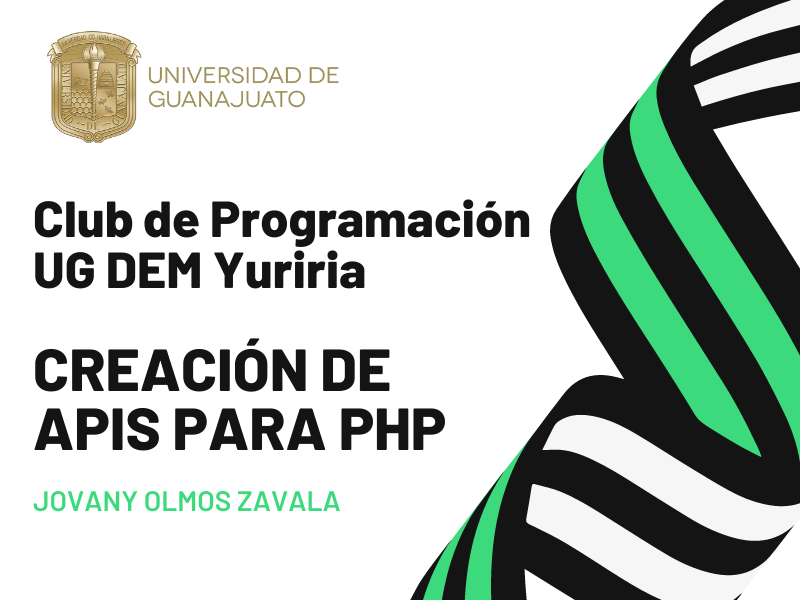 UNIVERSIDAD DE
GUANAJUATO
Club de Programación
UG DEM Yuriria
CREACIÓN DE
APIS PARA PHP
JOVANY OLMOS ZAVALA